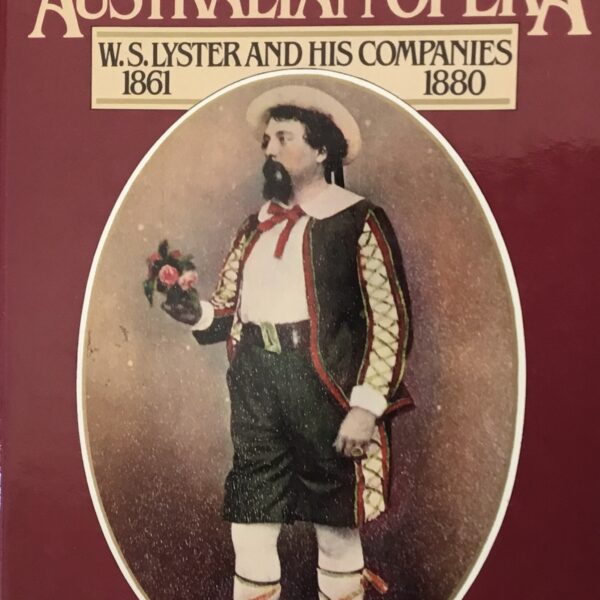 AUSTRALIAN OPERA
W. S. LYSTER AND HIS COMPANIES
1861 1880